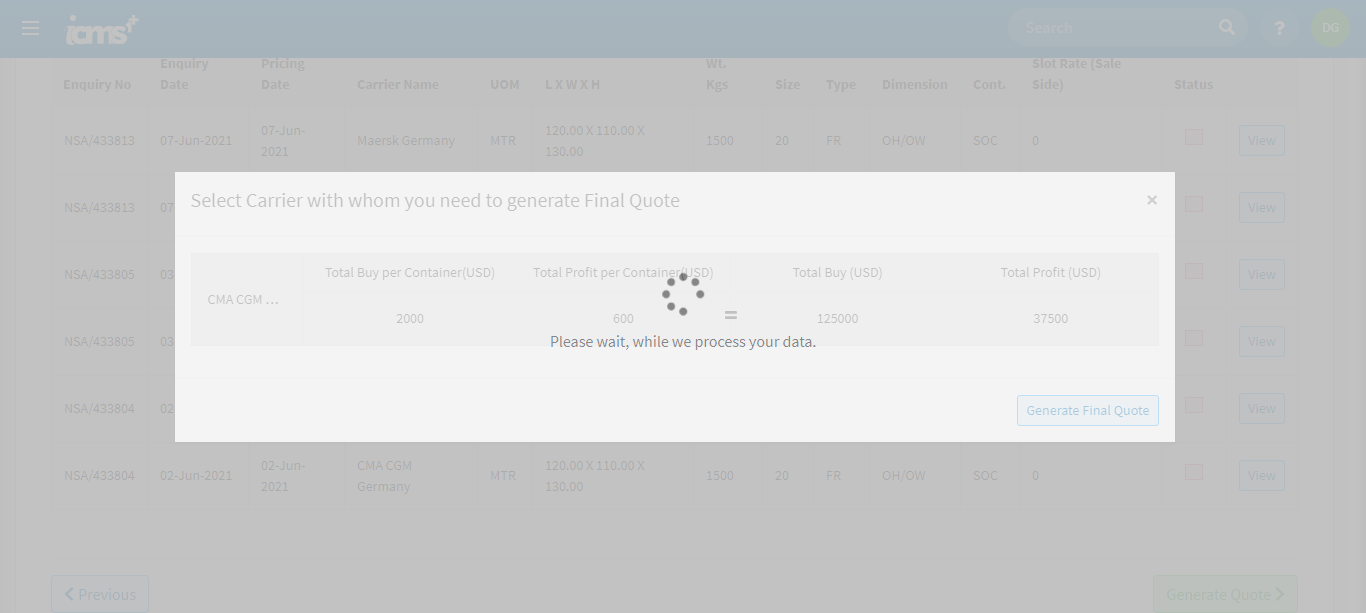 icms+
Search
?
DG
Enquiry No
Enquiry
Date
Pricing
Date
Carrier Name
UOM
L X W X H
Wt.
Kgs
Size
Type
Dimension
Cont.
Slot Rate (Sale
Side)
Status
NSA/433813
07-Jun-2021
07-Jun-
2021
Maersk Germany
MTR
120.00 X 110.00 X
130.00
1500
20
FR
OH/OW
SOC
0
View
Select Carrier with whom you need to generate Final Quote
×
NSA/433813
07
View
CMA CGM ...
Total Buy per Container(USD)
Total Profit per Container(USD)
Total Buy (USD)
Total Profit (USD)
2000
600
=
125000
37500
Please wait, while we process your data.
NSA/433805
03
View
NSA/433805
03
View
Generate Final Quote
NSA/433804
02
View
NSA/433804
02-Jun-2021
02-Jun-
2021
CMA CGM
Germany
MTR
120.00 X 110.00 X
130.00
1500
20
FR
OH/OW
SOC
0
View
Previous
Generate Quote